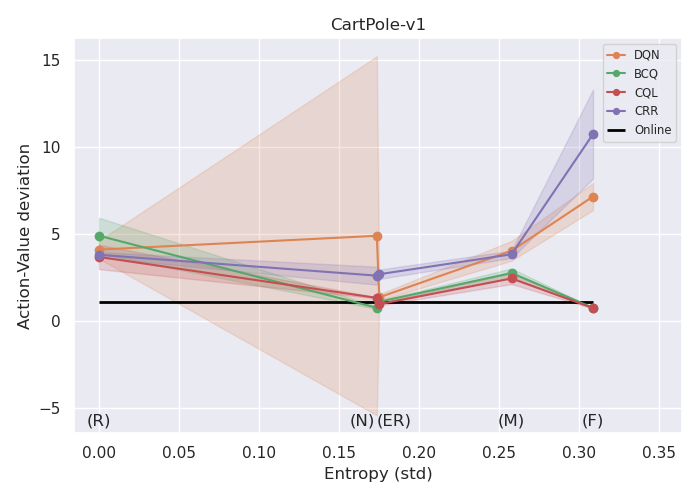 CartPole-v1
Action-Value deviation
15
10
5
0
−5
DQN
BCQ
CQL
CRR
Online
(R)
(N)
(ER)
(M)
(F)
0.00
0.05
0.10
0.15
0.20
0.25
0.30
0.35
Entropy (std)